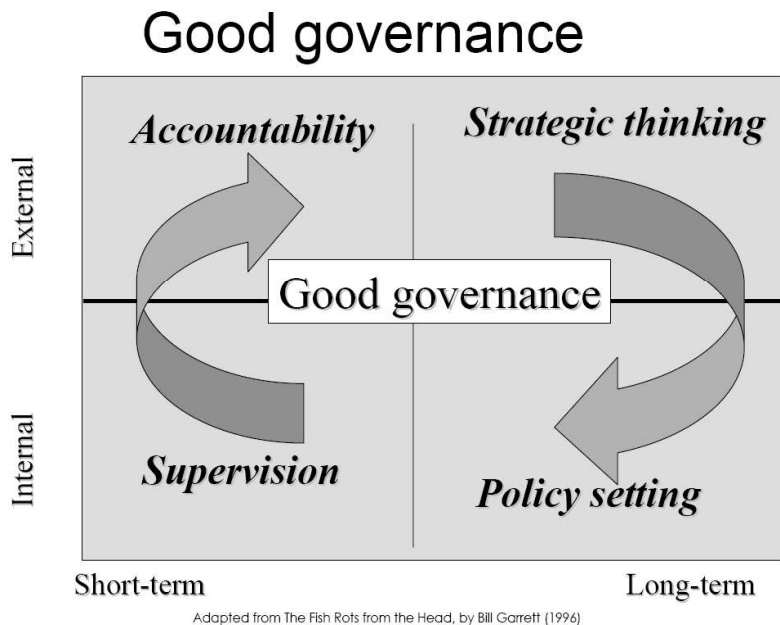 Good governance
Accountability
Strategic thinking
External
Good governance
Internal
Supervision
Policy setting
Short-term
Long-term
Adapted from The Fish Rots from the Head, by Bill Garrett (1996)